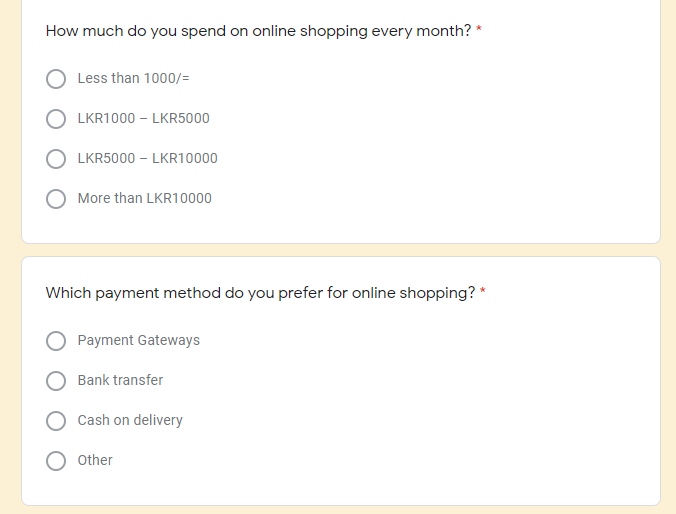 How much do you spend on online shopping every month? *
Less than 1000/=
LKR1000 – LKR5000
LKR5000 – LKR10000
More than LKR10000
Which payment method do you prefer for online shopping? *
Payment Gateways
Bank transfer
Cash on delivery
Other